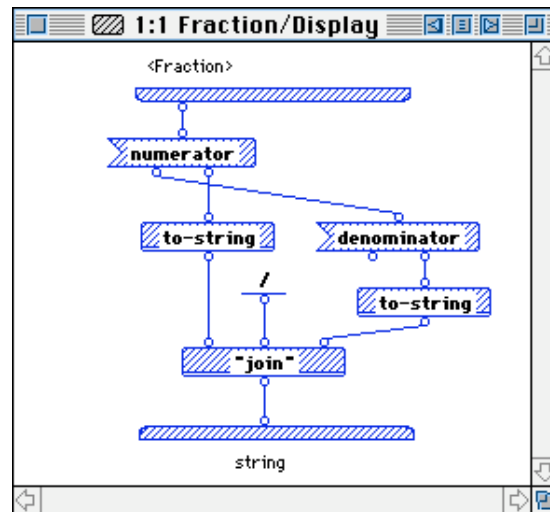 1:1 Fraction/Display
<Fraction>
numerator
to-string
denominator
/
to-string
"join"
string